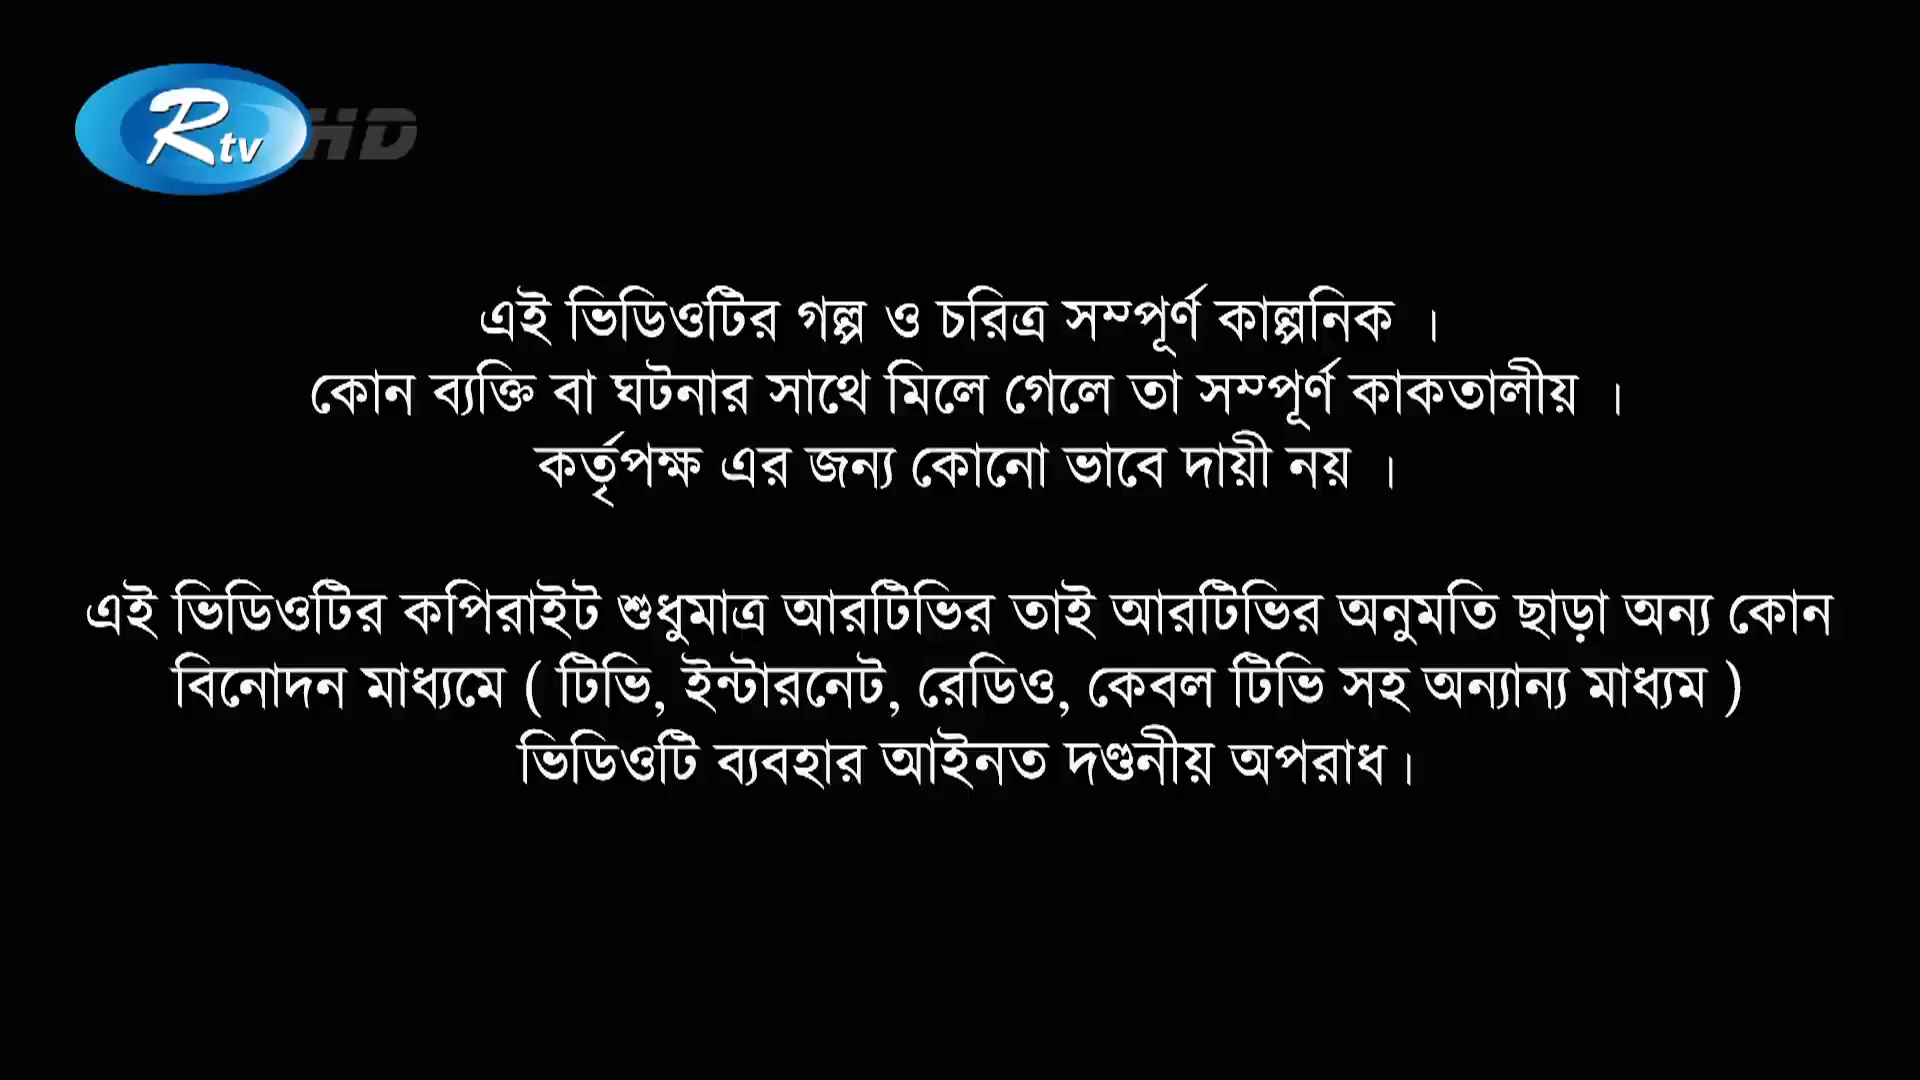 Rtv HD
এই ভিডিওটির গল্প ও চরিত্র সম্পূর্ণ কাল্পনিক ।
কোন ব্যক্তি বা ঘটনার সাথে মিলে গেলে তা সম্পূর্ণ কাকতালীয় ।
কর্তৃপক্ষ এর জন্য কোনো ভাবে দায়ী নয় ।
এই ভিডিওটির কপিরাইট শুধুমাত্র আরটিভির তাই আরটিভির অনুমতি ছাড়া অন্য কোন
বিনোদন মাধ্যমে ( টিভি, ইন্টারনেট, রেডিও, কেবল টিভি সহ অন্যান্য মাধ্যম )
ভিডিওটি ব্যবহার আইনত দণ্ডনীয় অপরাধ।